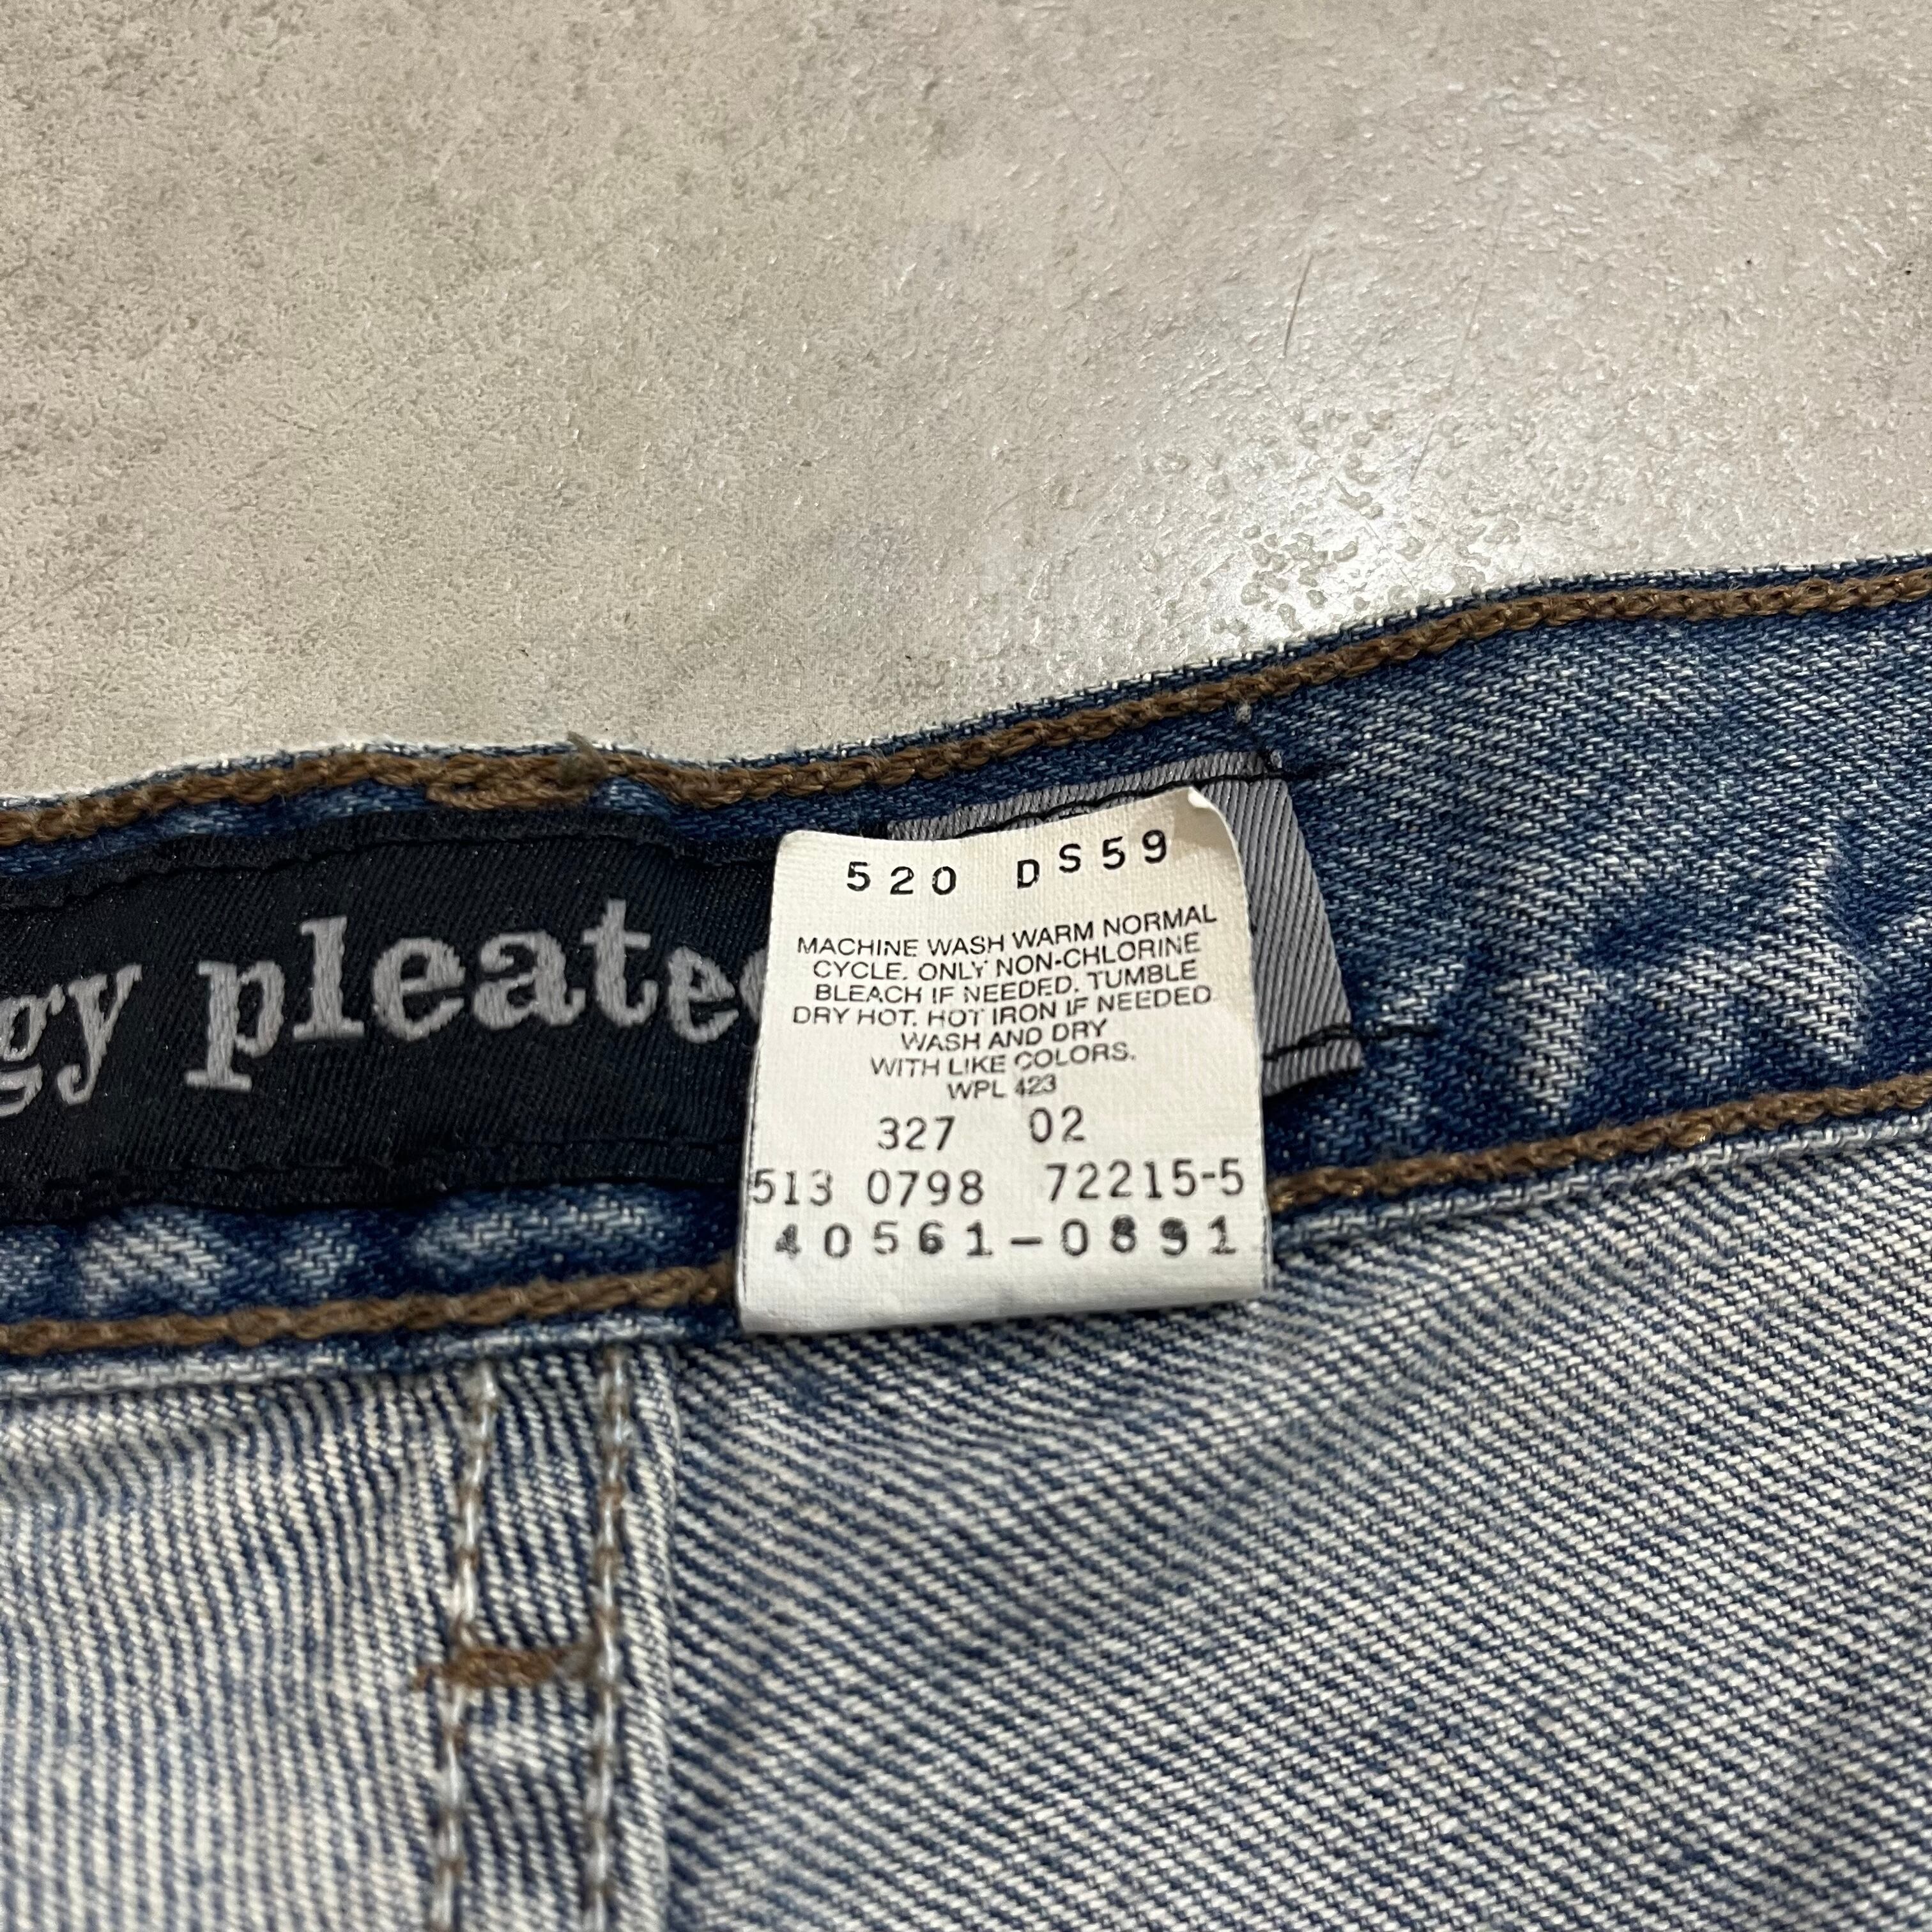 gy pleated
520 DS59
MACHINE WASH WARM NORMAL
CYCLE. ONLY NON-CHLORINE
BLEACH IF NEEDED. TUMBLE
DRY HOT. HOT IRON IF NEEDED
WASH AND DRY
WITH LIKE COLORS.
WPL 423
327 02
513 0798 72215-5
40561-0891